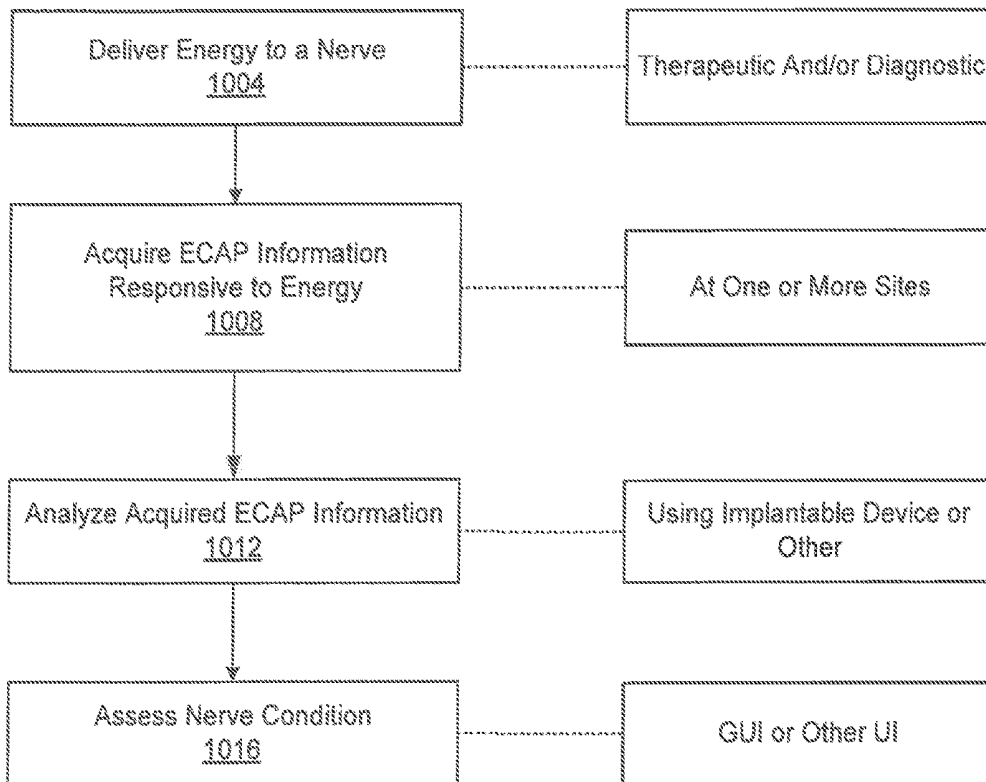 Deliver Energy to a Nerve
1004
Therapeutic And/or Diagnostic
Acquire ECAP Information
Responsive to Energy
1008
At One or More Sites
Analyze Acquired ECAP Information
1012
Using Implantable Device or
Other
Assess Nerve Condition
1016
GUI or Other UI